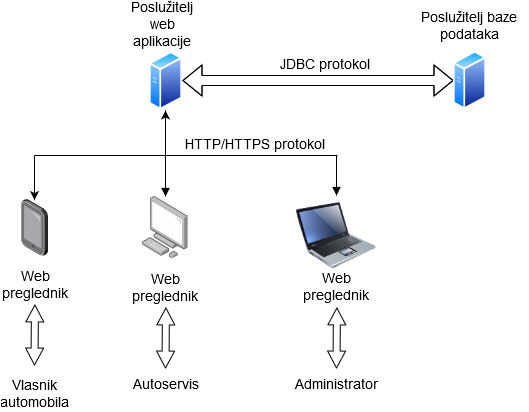 Poslužitelj
web
aplikacije
Poslužitelj baze
podataka
JDBC protokol
HTTP/HTTPS protokol
Web
preglednik
Web
preglednik
Web
preglednik
Vlasnik
automobila
Autoservis
Administrator